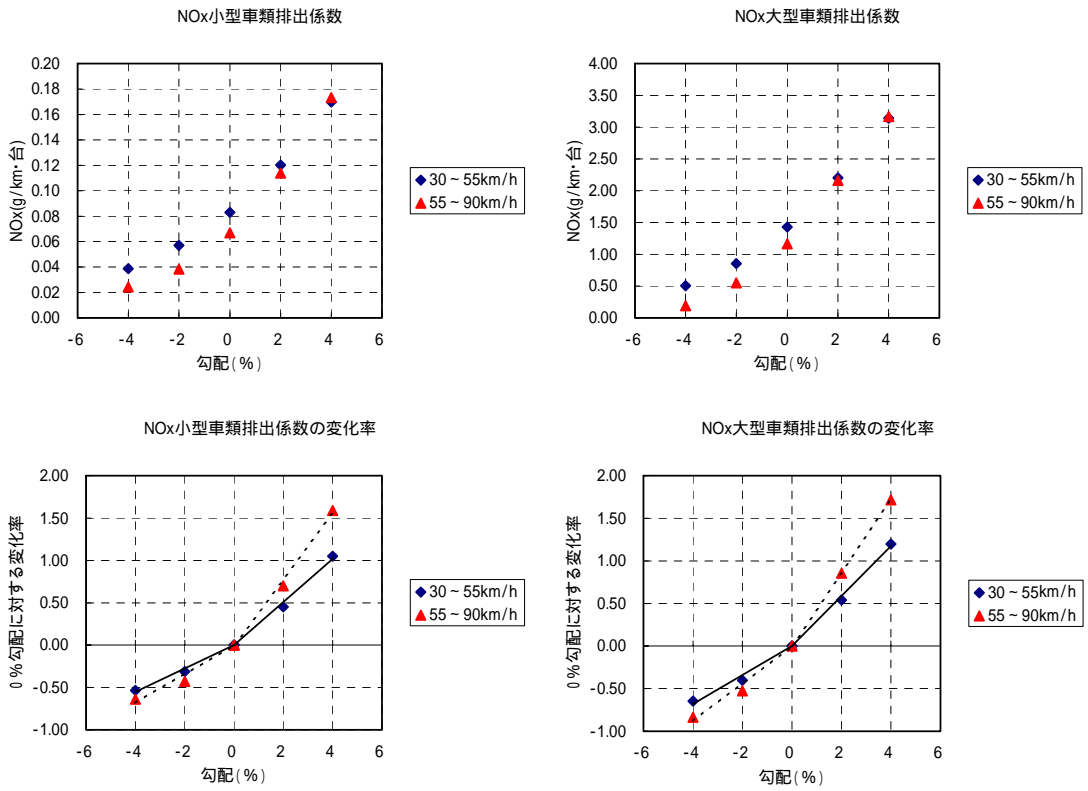 NOx小型車類排出係数
0.20
0.18
0.16
0.14
0.12
0.10
0.08
0.06
0.04
0.02
0.00
NOx(g/km・台)
-6 -4 -2 0 2 4 6
勾配(%)
◆30~55km/h
▲55~90km/h
NOx大型車類排出係数
4.00
3.50
3.00
2.50
2.00
1.50
1.00
0.50
0.00
NOx(g/km・台)
-6 -4 -2 0 2 4 6
勾配(%)
◆30~55km/h
▲55~90km/h
NOx小型車類排出係数の変化率
2.00
1.50
1.00
0.50
0.00
-0.50
-1.00
0%勾配に対する変化率
-6 -4 -2 0 2 4 6
勾配(%)
◆30~55km/h
▲55~90km/h
NOx大型車類排出係数の変化率
2.00
1.50
1.00
0.50
0.00
-0.50
-1.00
0%勾配に対する変化率
-6 -4 -2 0 2 4 6
勾配(%)
◆30~55km/h
▲55~90km/h